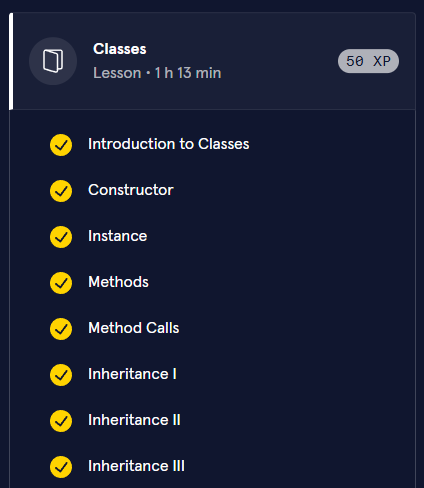 Classes
Lesson • 1 h 13 min
50 XP
Introduction to Classes
Constructor
Instance
Methods
Method Calls
Inheritance I
Inheritance II
Inheritance III